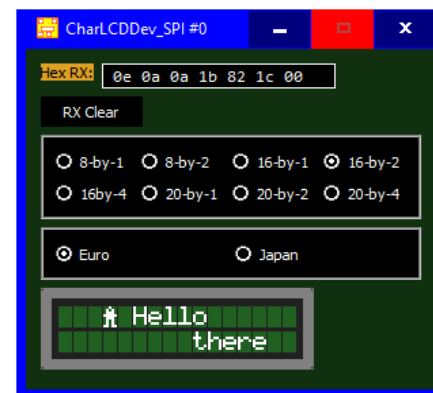 CharLCDDev_SPI #0
Hex RX: 0e 0a 0a 1b 82 1c 00
RX Clear
8-by-1 8-by-2 16-by-1 16-by-2
16by-4 20-by-1 20-by-2 20-by-4
Euro Japan
Hello
there